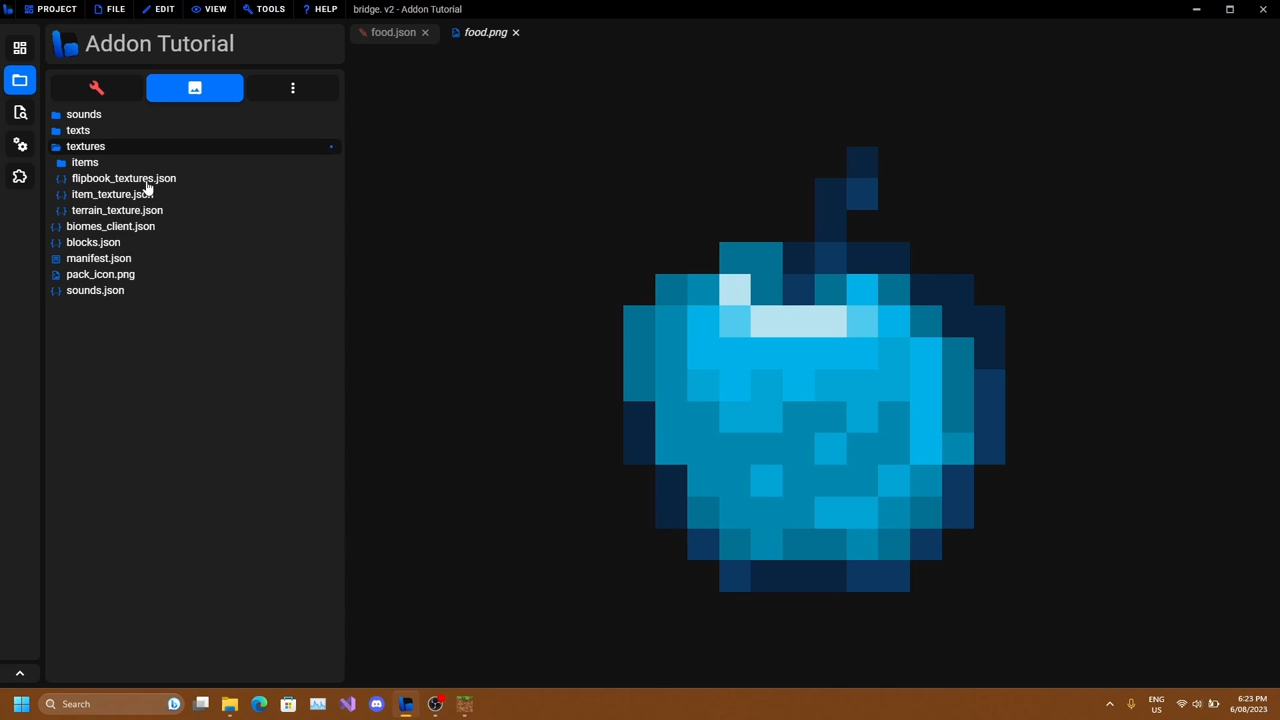 PROJECT FILE EDIT VIEW TOOLS HELP bridge. v2 - Addon Tutorial
Addon Tutorial
food.json food.png
sounds
texts
textures
items
flipbook_textures.json
item_texture.json
terrain_texture.json
biomes_client.json
blocks.json
manifest.json
pack_icon.png
sounds.json
Search
ENG
US
6:23 PM
6/08/2023